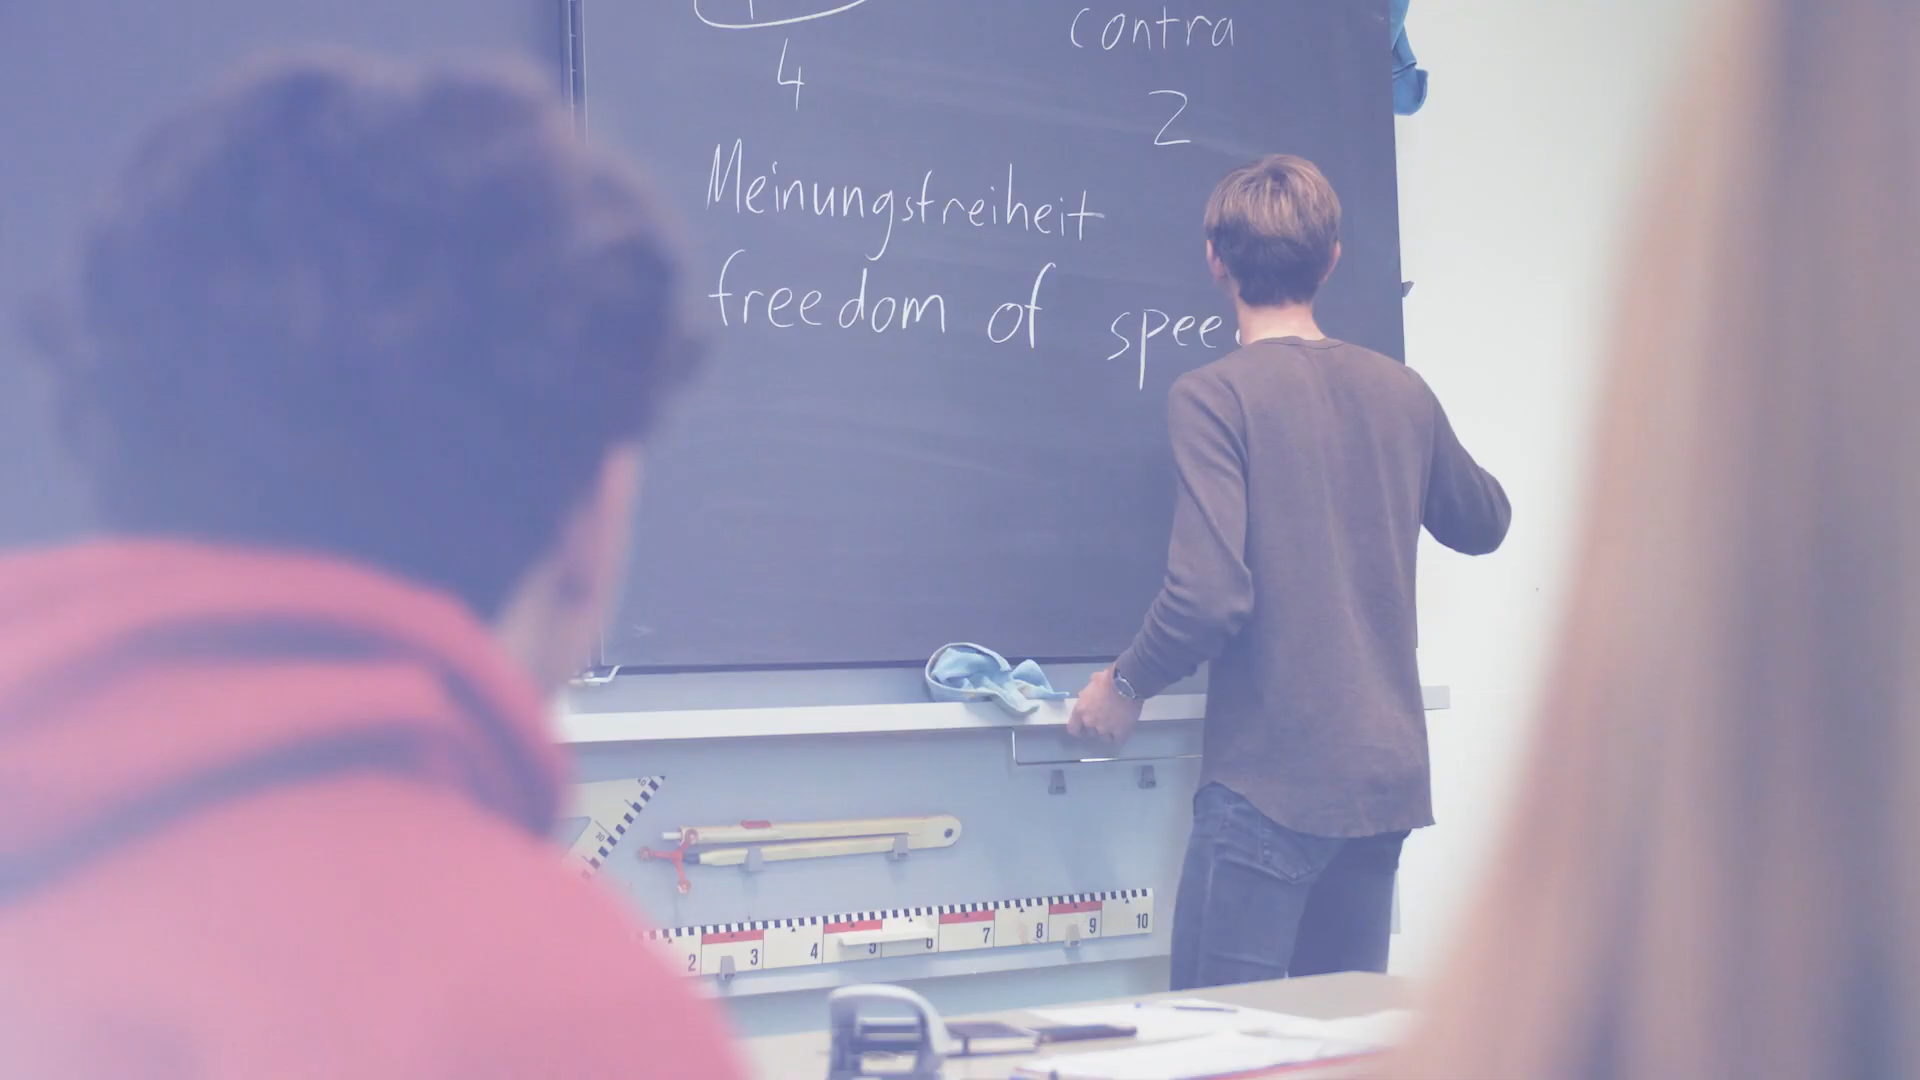 contra
4
2
Meinungsfreiheit
freedom of spee
2 3 4 5 6 7 8 9 10